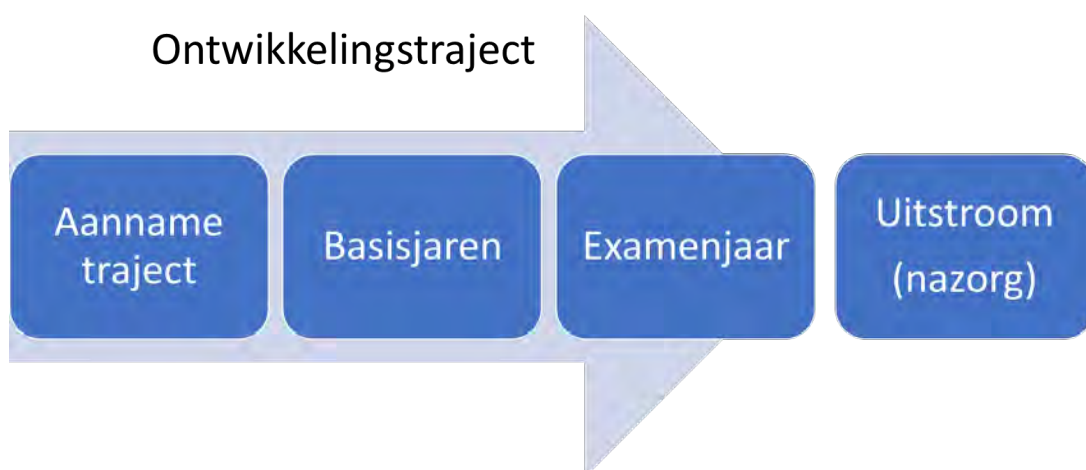 Ontwikkelingstraject
Aanname
traject
Basisjaren
Examenjaar
Uitstroom
(nazorg)